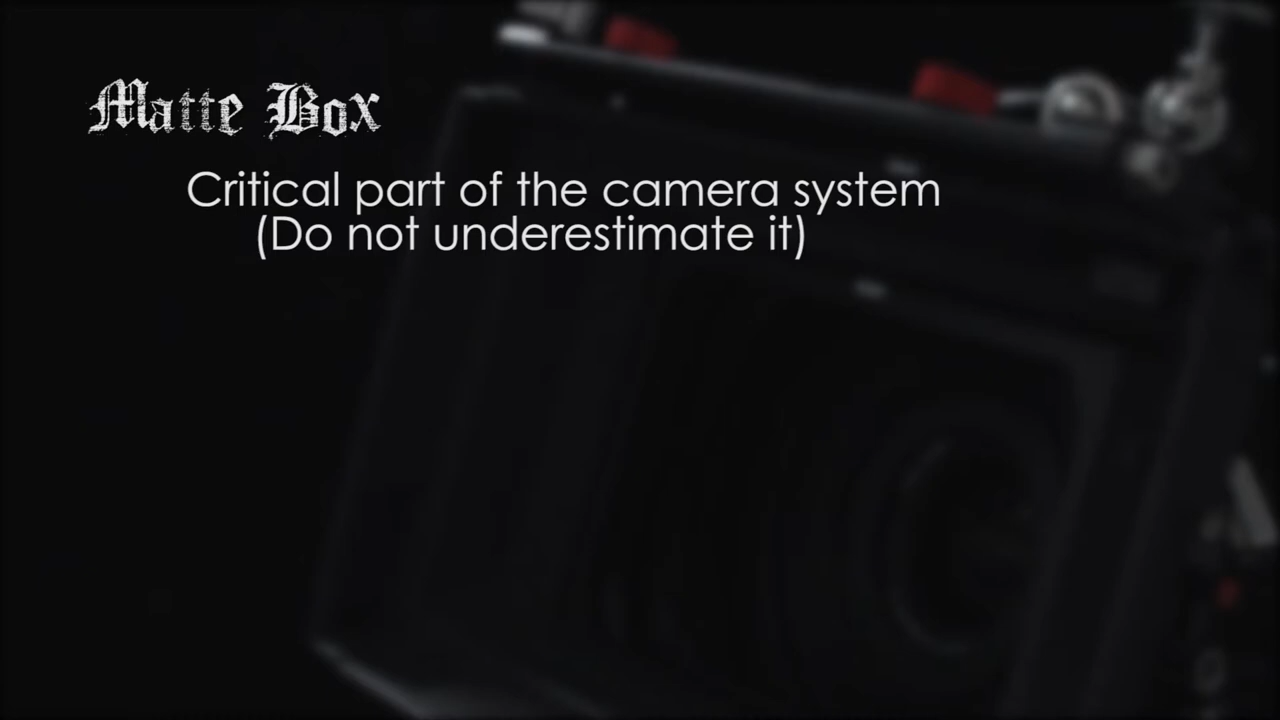 Matte Box
Critical part of the camera system
(Do not underestimate it)